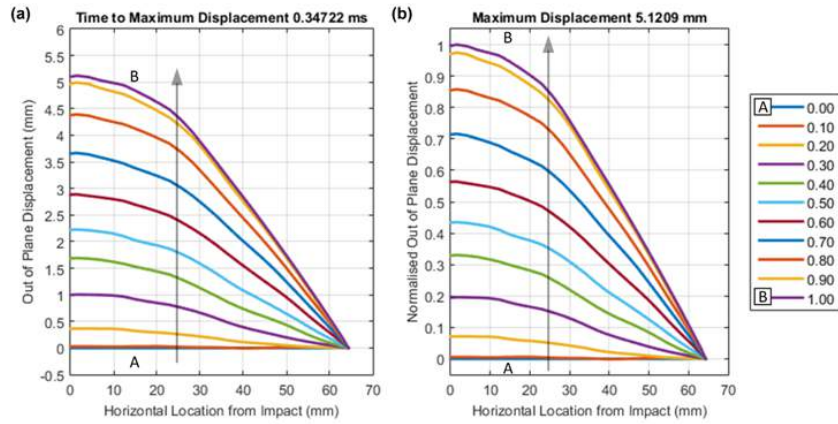 (a)
Time to Maximum Displacement 0.34722 ms
6
5.5
5
4.5
4
3.5
3
2.5
2
1.5
1
0.5
0
-0.5
Out of Plane Displacement (mm)
B
A
0 10 20 30 40 50 60 70
Horizontal Location from Impact (mm)
(b)
Maximum Displacement 5.1209 mm
1
0.9
0.8
0.7
0.6
0.5
0.4
0.3
0.2
0.1
0
Normalised Out of Plane Displacement
B
A
0 10 20 30 40 50 60 70
Horizontal Location from Impact (mm)
A 0.00
0.10
0.20
0.30
0.40
0.50
0.60
0.70
0.80
0.90
B 1.00